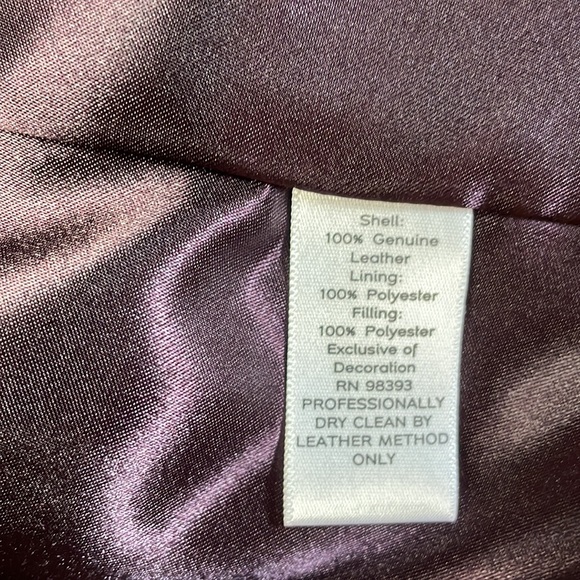 Shell:
100% Genuine
Leather
Lining:
100% Polyester
Filling:
100% Polyester
Exclusive of
Decoration
RN 98393
PROFESSIONALLY
DRY CLEAN BY
LEATHER METHOD
ONLY